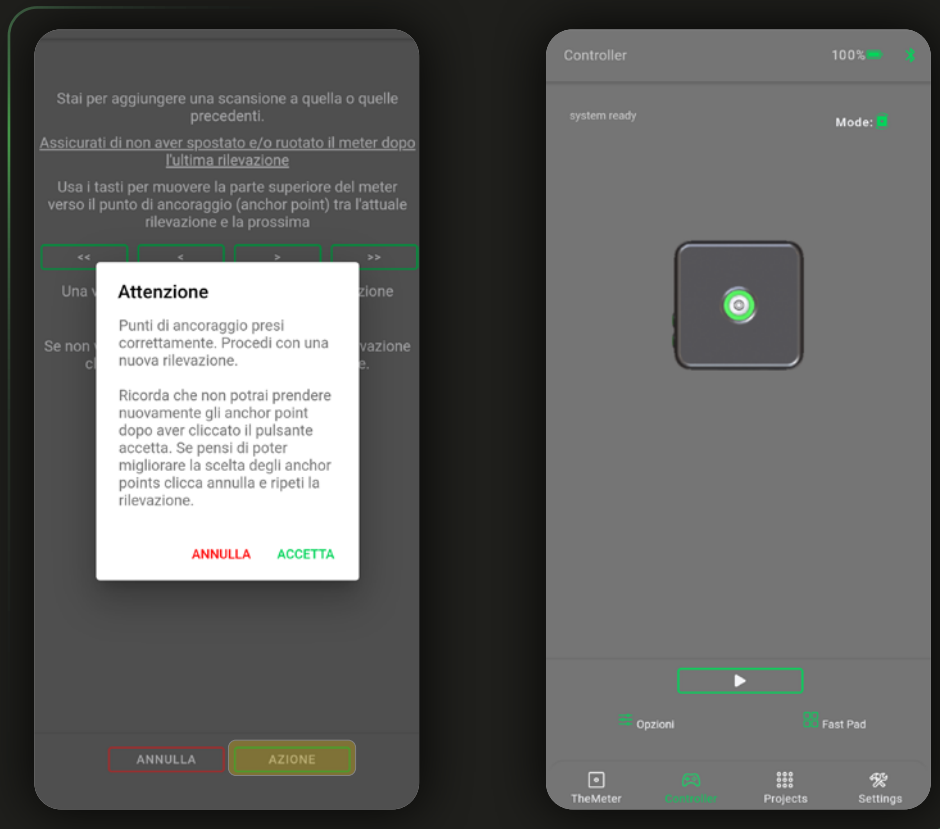 Stai per aggiungere una scansione a quella o quelle
precedenti.
Assicurati di non aver spostato e/o ruotato il meter dopo
l'ultima rilevazione
Usa i tasti per muovere la parte superiore del meter
verso il punto di ancoraggio (anchor point) tra l'attuale
rilevazione e la prossima
<< < > >>
Una
zione
Se non
vazione
e.
Attenzione
Punti di ancoraggio presi
correttamente. Procedi con una
nuova rilevazione.
Ricorda che non potrai prendere
nuovamente gli anchor point
dopo aver cliccato il pulsante
accetta. Se pensi di poter
migliorare la scelta degli anchor
points clicca annulla e ripeti la
rilevazione.
ANNULLA ACCETTA
ANNULLA AZIONE
Controller 100%
system ready
Mode:
Opzioni Fast Pad
TheMeter Controller Projects Settings